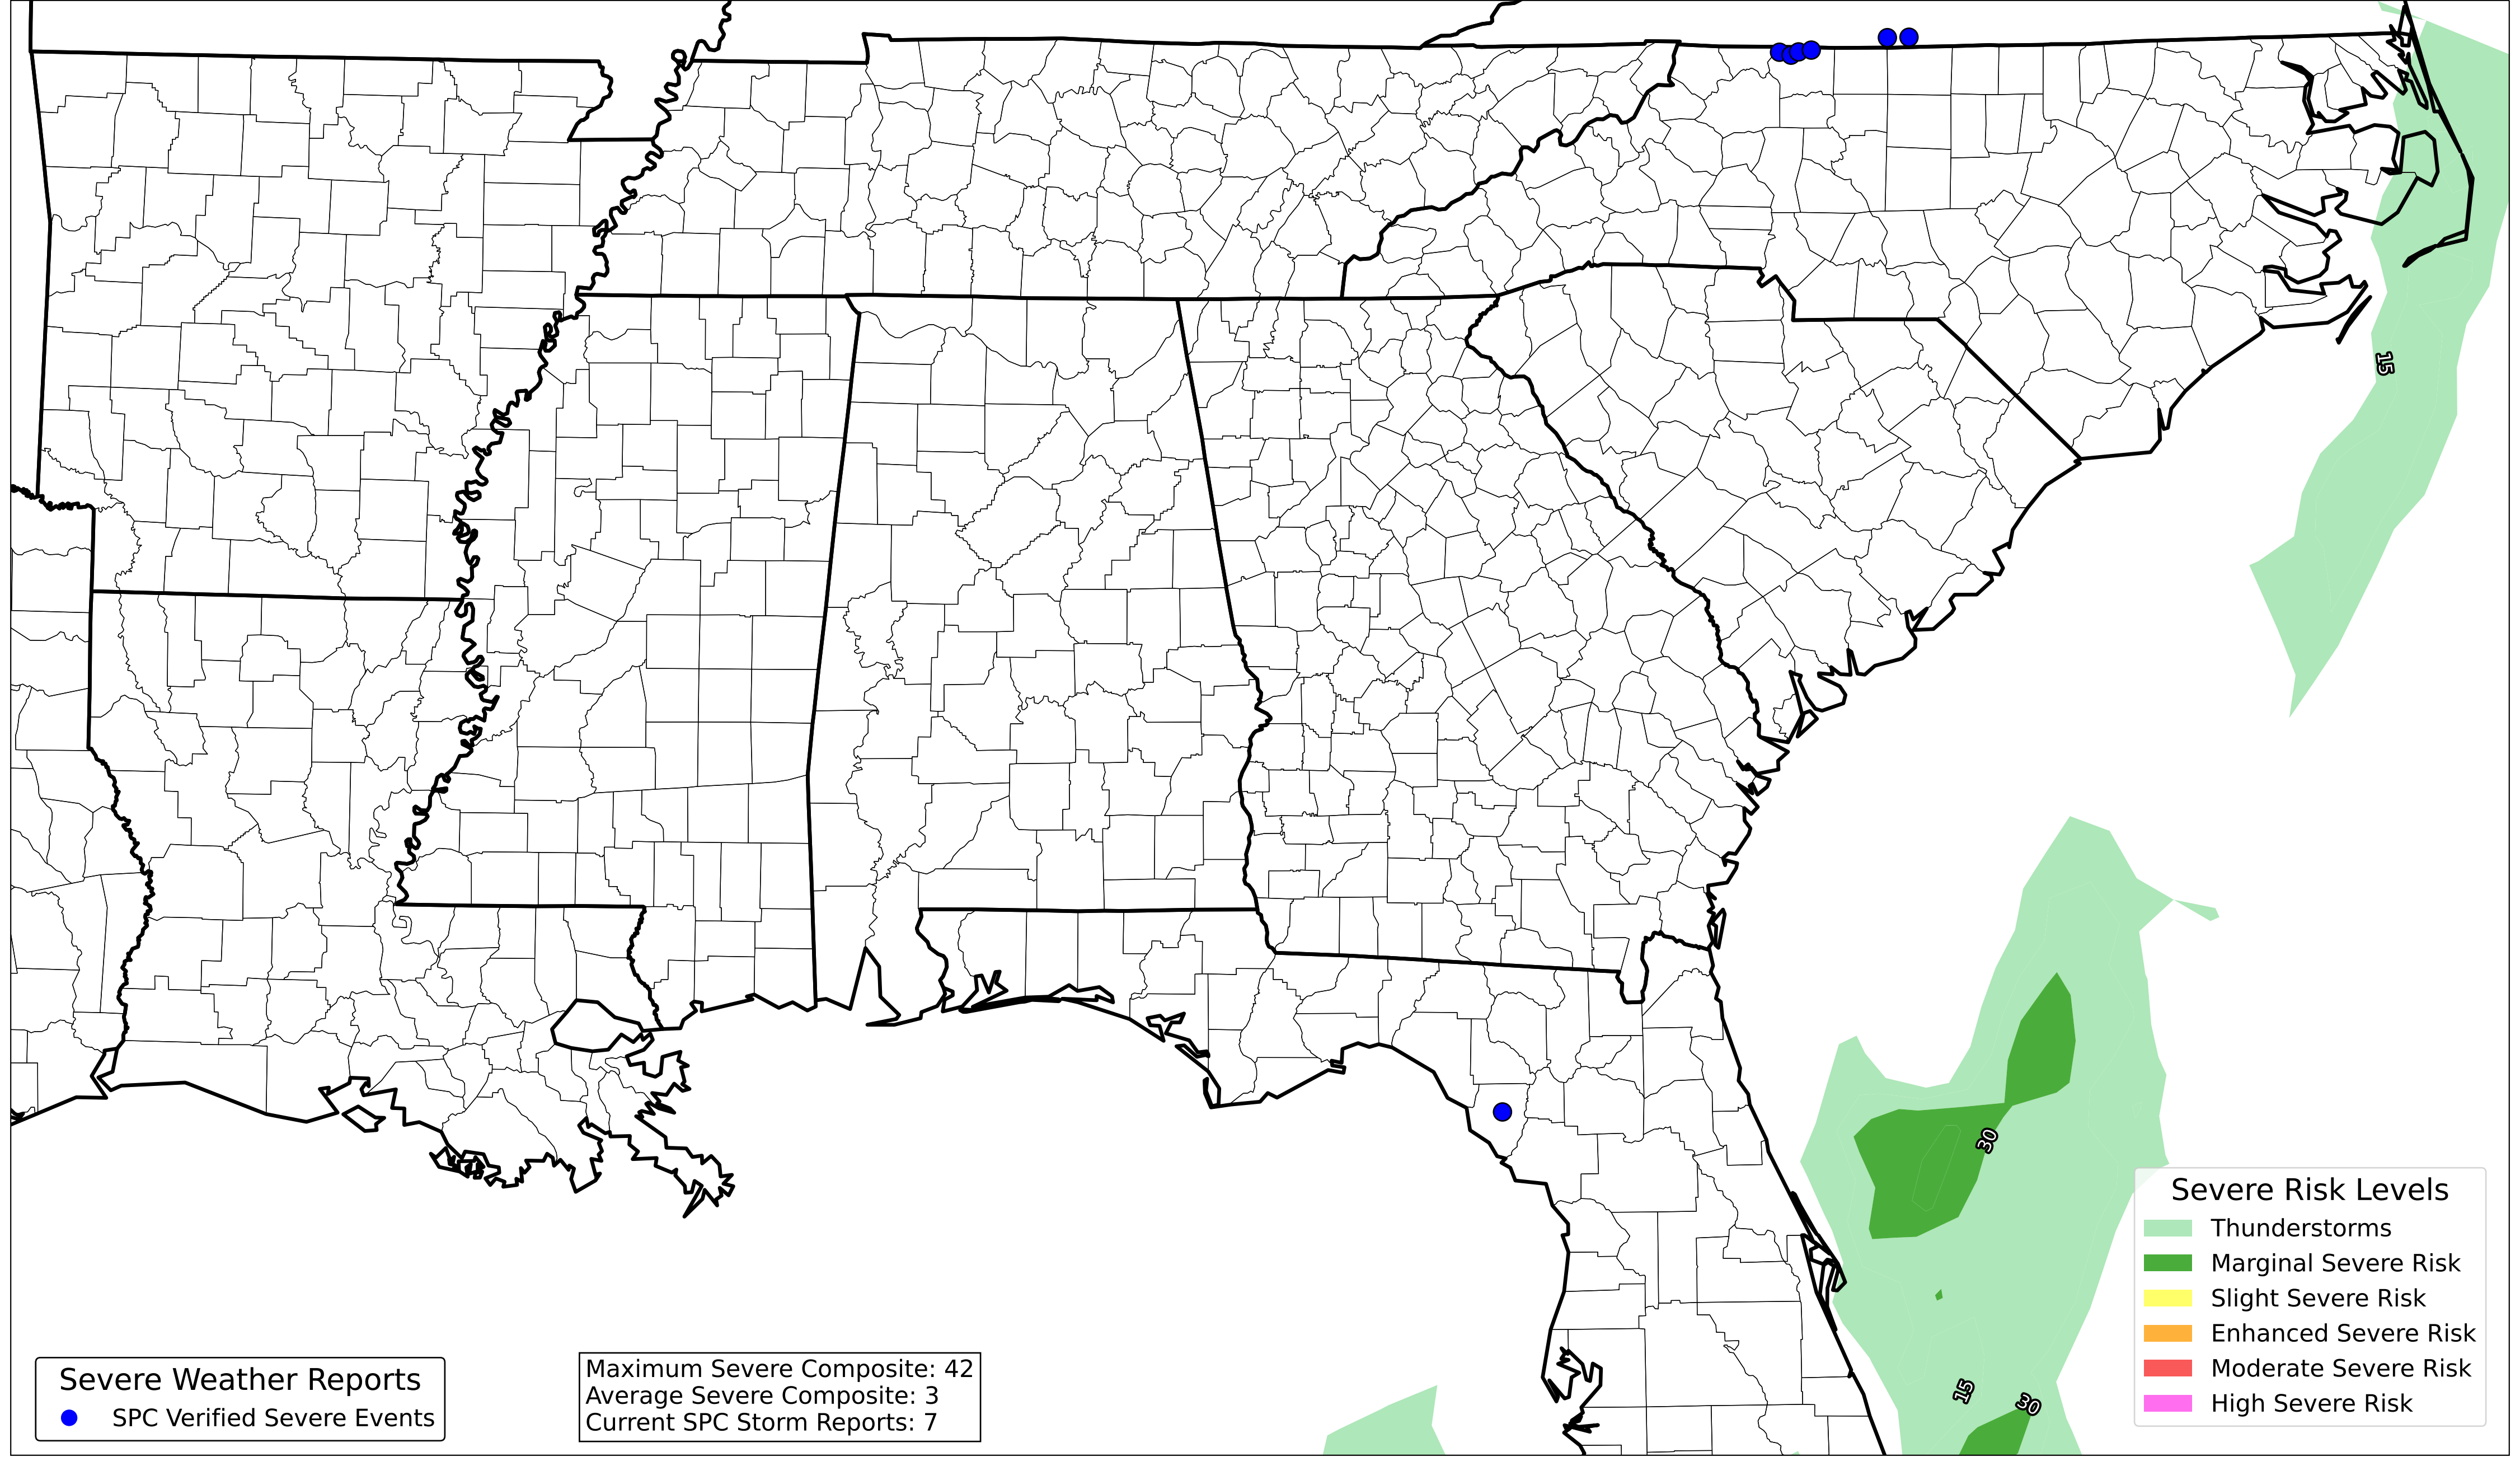 15
30
Severe Risk Levels
Thunderstorms
Marginal Severe Risk
Slight Severe Risk
Enhanced Severe Risk
Moderate Severe Risk
High Severe Risk
15
30
Severe Weather Reports
SPC Verified Severe Events
Maximum Severe Composite: 42
Average Severe Composite: 3
Current SPC Storm Reports: 7